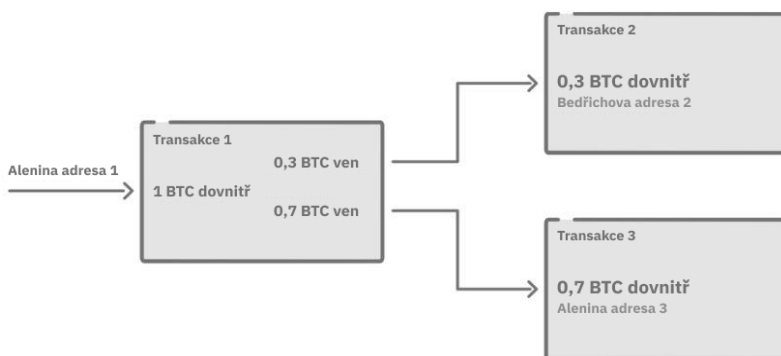 Alenina adresa 1
Transakce 1
0,3 BTC ven
1 BTC dovnitř
0,7 BTC ven
Transakce 2
0,3 BTC dovnitř
Bedřichova adresa 2
Transakce 3
0,7 BTC dovnitř
Alenina adresa 3